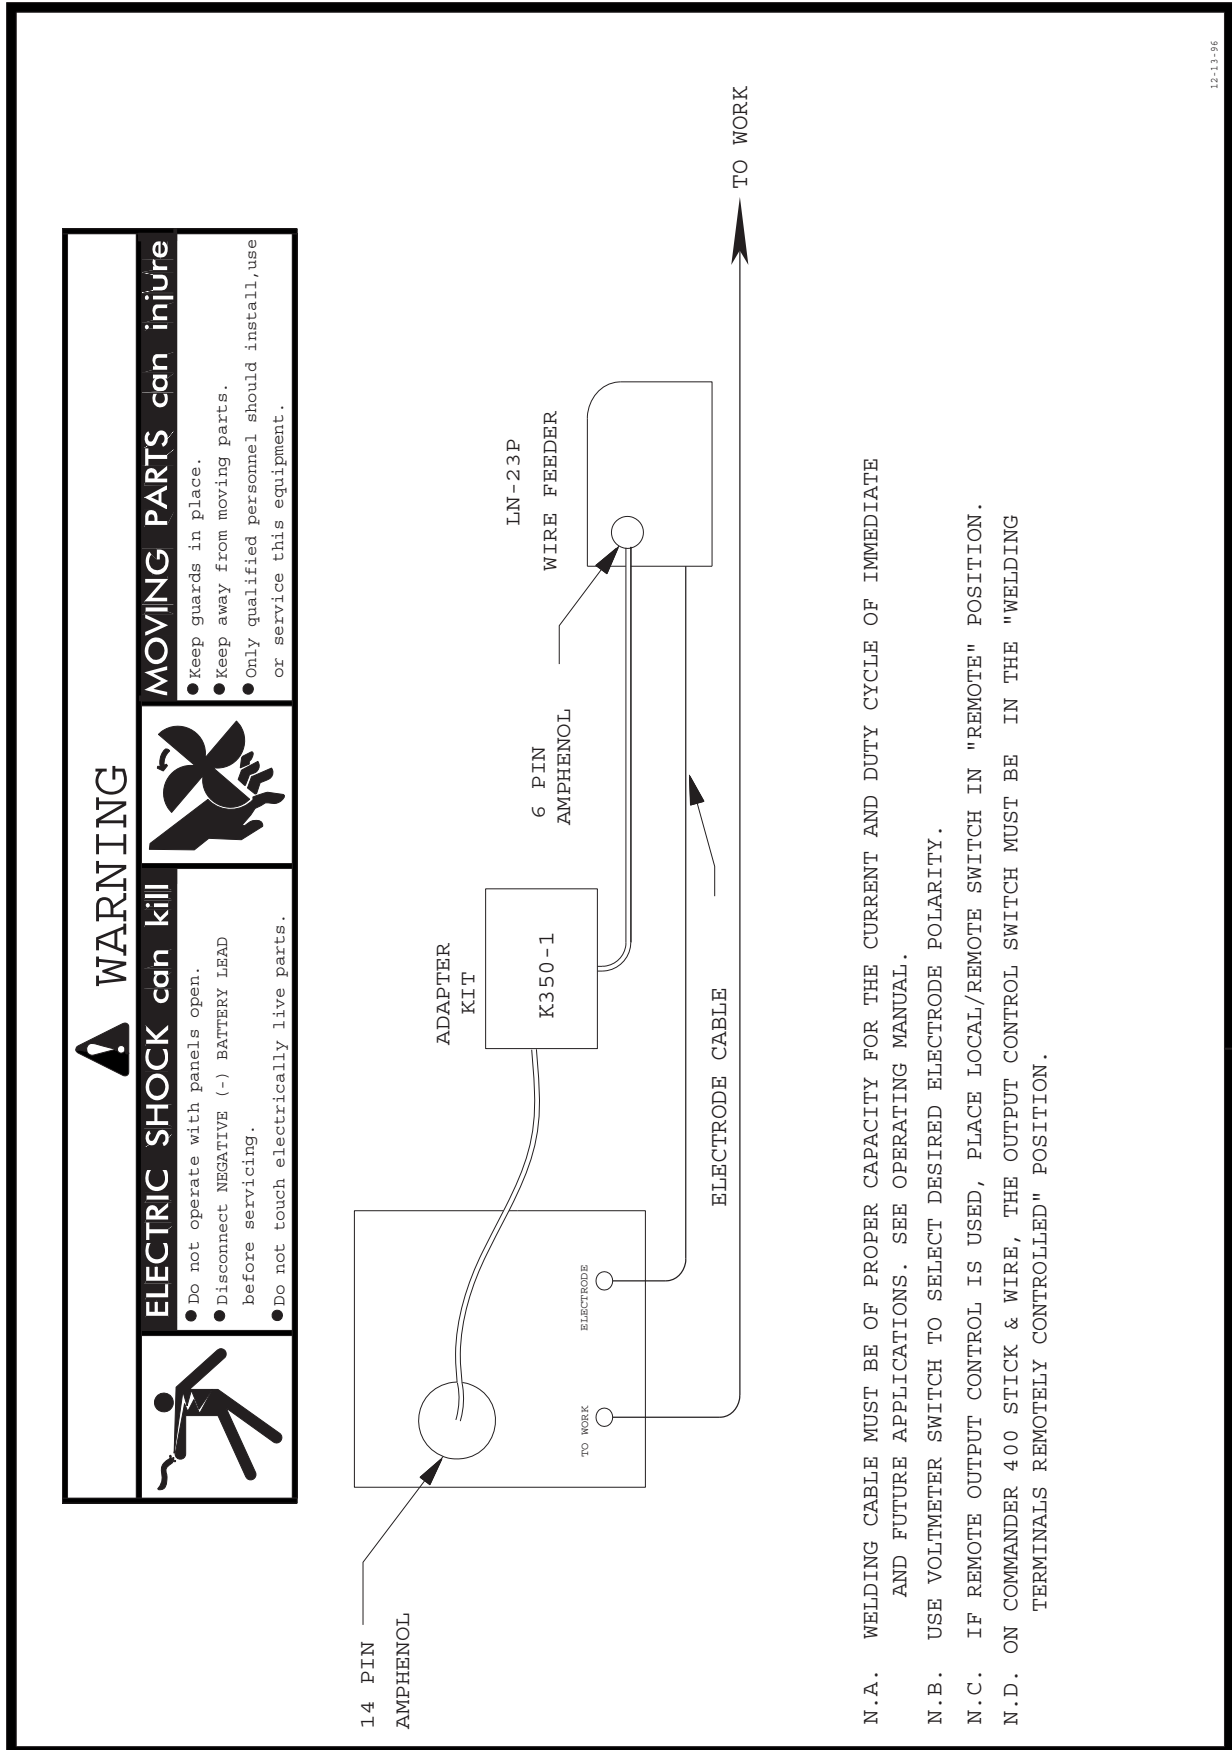 WARNING
ELECTRIC SHOCK can kill
● Do not operate with panels open.
● Disconnect NEGATIVE (-) BATTERY LEAD
before servicing.
● Do not touch electrically live parts.
MOVING PARTS can injure
● Keep guards in place.
● Keep away from moving parts.
● Only qualified personnel should install,use
or service this equipment.
14 PIN
AMPHENOL
ADAPTER
KIT
K350-1
6 PIN
AMPHENOL
LN-23P
WIRE FEEDER
TO WORK
ELECTRODE
ELECTRODE CABLE
TO WORK
N.A. WELDING CABLE MUST BE OF PROPER CAPACITY FOR THE CURRENT AND DUTY CYCLE OF IMMEDIATE
AND FUTURE APPLICATIONS. SEE OPERATING MANUAL.
N.B. USE VOLTMETER SWITCH TO SELECT DESIRED ELECTRODE POLARITY.
N.C. IF REMOTE OUTPUT CONTROL IS USED, PLACE LOCAL/REMOTE SWITCH IN "REMOTE" POSITION.
N.D. ON COMMANDER 400 STICK & WIRE, THE OUTPUT CONTROL SWITCH MUST BE IN THE "WELDING
TERMINALS REMOTELY CONTROLLED" POSITION.
12-13-96